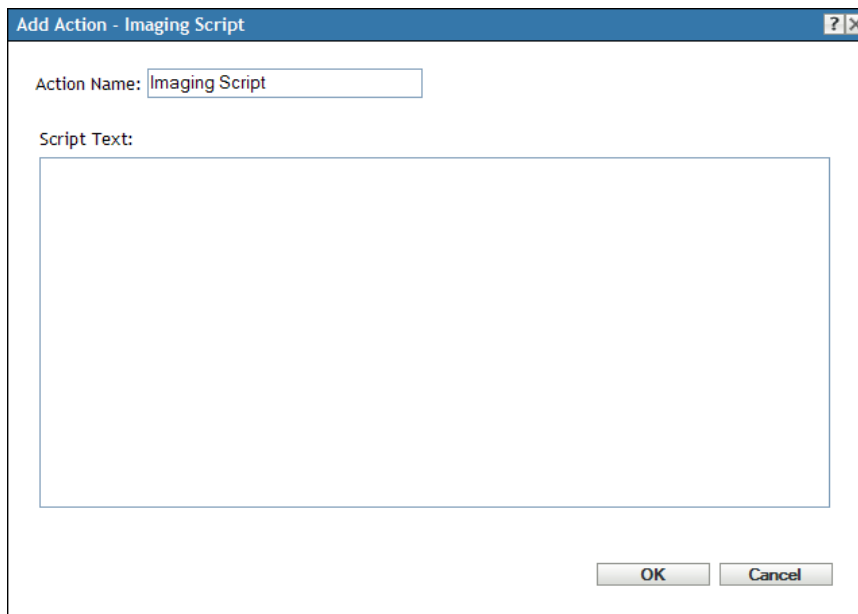 Add Action - Imaging Script ? X
Action Name: Imaging Script
Script Text:
OK Cancel